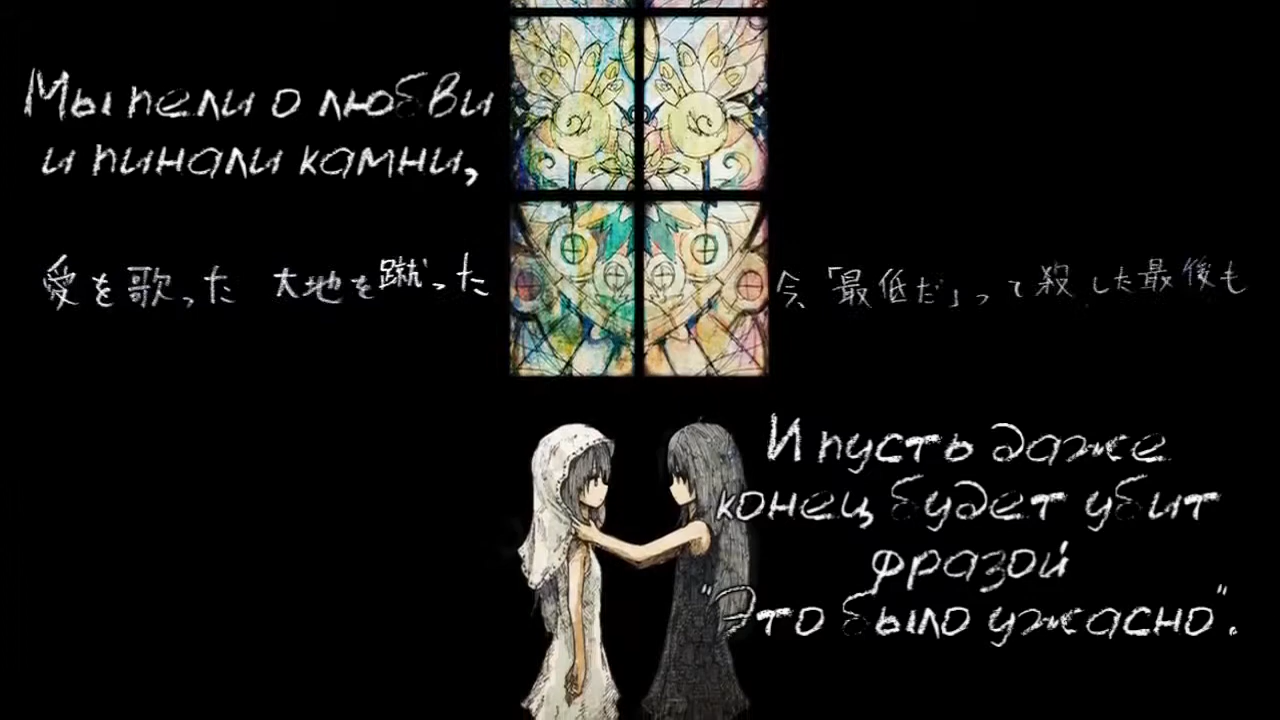 Мы пели о любви
и пинали камни,
愛を歌った 大地を蹴った
今「最低だ」って殺した最後も
И пусть даже
конец будет убит
фразой
"Это было ужасно".